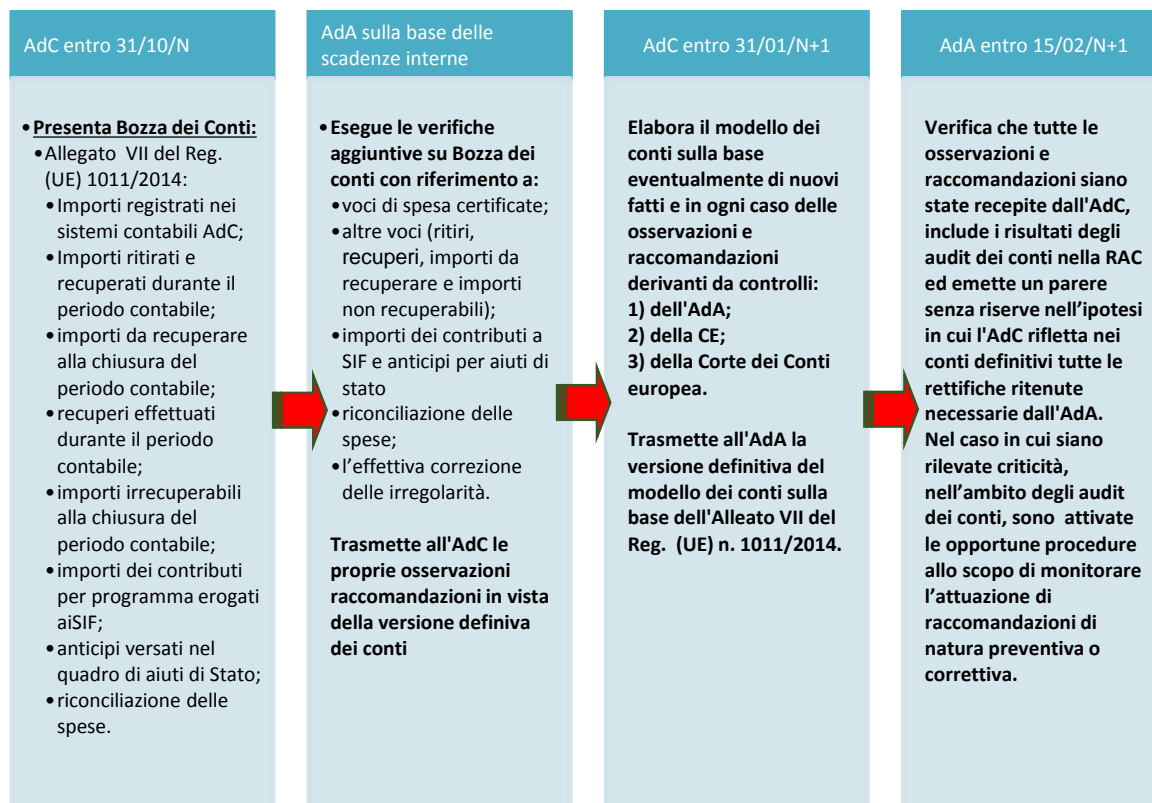 AdC entro 31/10/N
•Presenta Bozza dei Conti:
•Allegato VII del Reg.
(UE) 1011/2014:
•Importi registrati nei
sistemi contabili AdC;
•Importi ritirati e
recuperati durante il
periodo contabile;
•importi da recuperare
alla chiusura del
periodo contabile;
•recuperi effettuati
durante il periodo
contabile;
•importi irrecuperabili
alla chiusura del
periodo contabile;
•importi dei contributi
per programma erogati
aiSIF;
•anticipi versati nel
quadro di aiuti di Stato;
•riconciliazione delle
spese.
AdA sulla base delle
scadenze interne
•Esegue le verifiche
aggiuntive su Bozza dei
conti con riferimento a:
•voci di spesa certificate;
•altre voci (ritiri,
recuperi, importi da
recuperare e importi
non recuperabili);
•importi dei contributi a
SIF e anticipi per aiuti di
stato
•riconciliazione delle
spese;
•l’effettiva correzione
delle irregolarità.
Trasmette all'AdC le
proprie osservazioni
raccomandazioni in vista
della versione definiva
dei conti
AdC entro 31/01/N+1
Elabora il modello dei
conti sulla base
eventualmente di nuovi
fatti e in ogni caso delle
osservazioni e
raccomandazioni
derivanti da controlli:
1) dell'AdA;
2) della CE;
3) della Corte dei Conti
europea.
Trasmette all'AdA la
versione definitiva del
modello dei conti sulla
base dell'Alleato VII del
Reg. (UE) n. 1011/2014.
AdA entro 15/02/N+1
Verifica che tutte le
osservazioni e
raccomandazioni siano
state recepite dall'AdC,
include i risultati degli
audit dei conti nella RAC
ed emette un parere
senza riserve nell’ipotesi
in cui l'AdC rifletta nei
conti definitivi tutte le
rettifiche ritenute
necessarie dall'AdA.
Nel caso in cui siano
rilevate criticità,
nell’ambito degli audit
dei conti, sono attivate
le opportune procedure
allo scopo di monitorare
l’attuazione di
raccomandazioni di
natura preventiva o
correttiva.